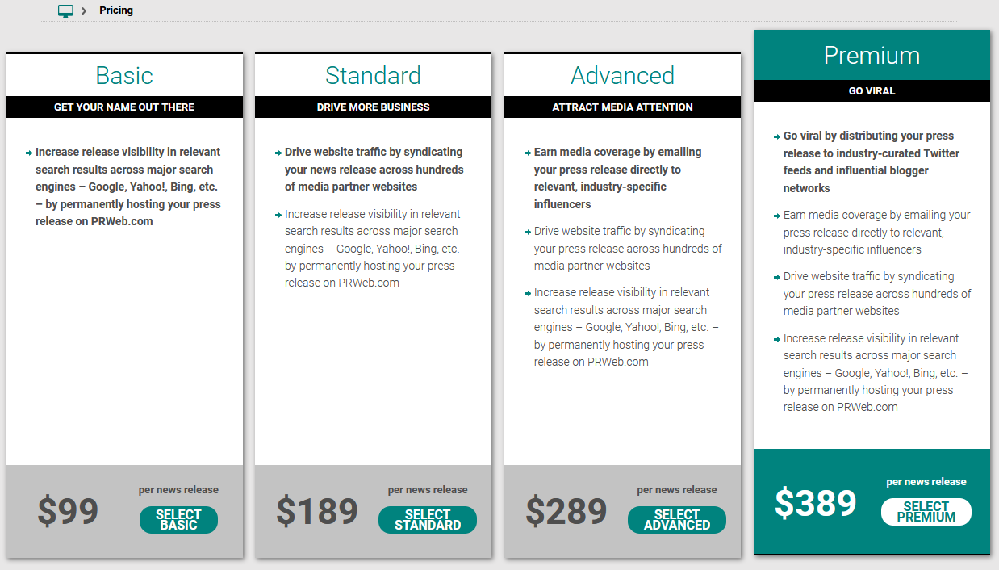 Pricing
Basic
GET YOUR NAME OUT THERE
Increase release visibility in relevant
search results across major search
engines – Google, Yahoo!, Bing, etc.
– by permanently hosting your press
release on PRWeb.com
$99
per news release
SELECT
BASIC
Standard
DRIVE MORE BUSINESS
Drive website traffic by syndicating
your news release across hundreds
of media partner websites
Increase release visibility in relevant
search results across major search
engines – Google, Yahoo!, Bing, etc. –
by permanently hosting your press
release on PRWeb.com
$189
per news release
SELECT
STANDARD
Advanced
ATTRACT MEDIA ATTENTION
Earn media coverage by emailing
your press release directly to
relevant, industry-specific
influencers
Drive website traffic by syndicating
your press release across hundreds of
media partner websites
Increase release visibility in relevant
search results across major search
engines – Google, Yahoo!, Bing, etc. –
by permanently hosting your press
release on PRWeb.com
$289
per news release
SELECT
ADVANCED
Premium
GO VIRAL
Go viral by distributing your press
release to industry-curated Twitter
feeds and influential blogger
networks
Earn media coverage by emailing your
press release directly to relevant,
industry-specific influencers
Drive website traffic by syndicating
your press release across hundreds of
media partner websites
Increase release visibility in relevant
search results across major search
engines – Google, Yahoo!, Bing, etc. –
by permanently hosting your press
release on PRWeb.com
$389
per news release
SELECT
PREMIUM